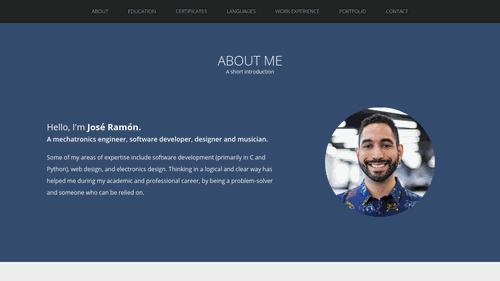 ABOUT EDUCATION CERTIFICATES LANGUAGES WORK EXPERIENCE PORTFOLIO CONTACT
ABOUT ME
A short introduction
Hello, I'm José Ramón.
A mechatronics engineer, software developer, designer and musician.
Some of my areas of expertise include software development (primarily in C and
Python), web design, and electronics design. Thinking in a logical and clear way has
helped me during my academic and professional career, by being a problem-solver
and someone who can be relied on.